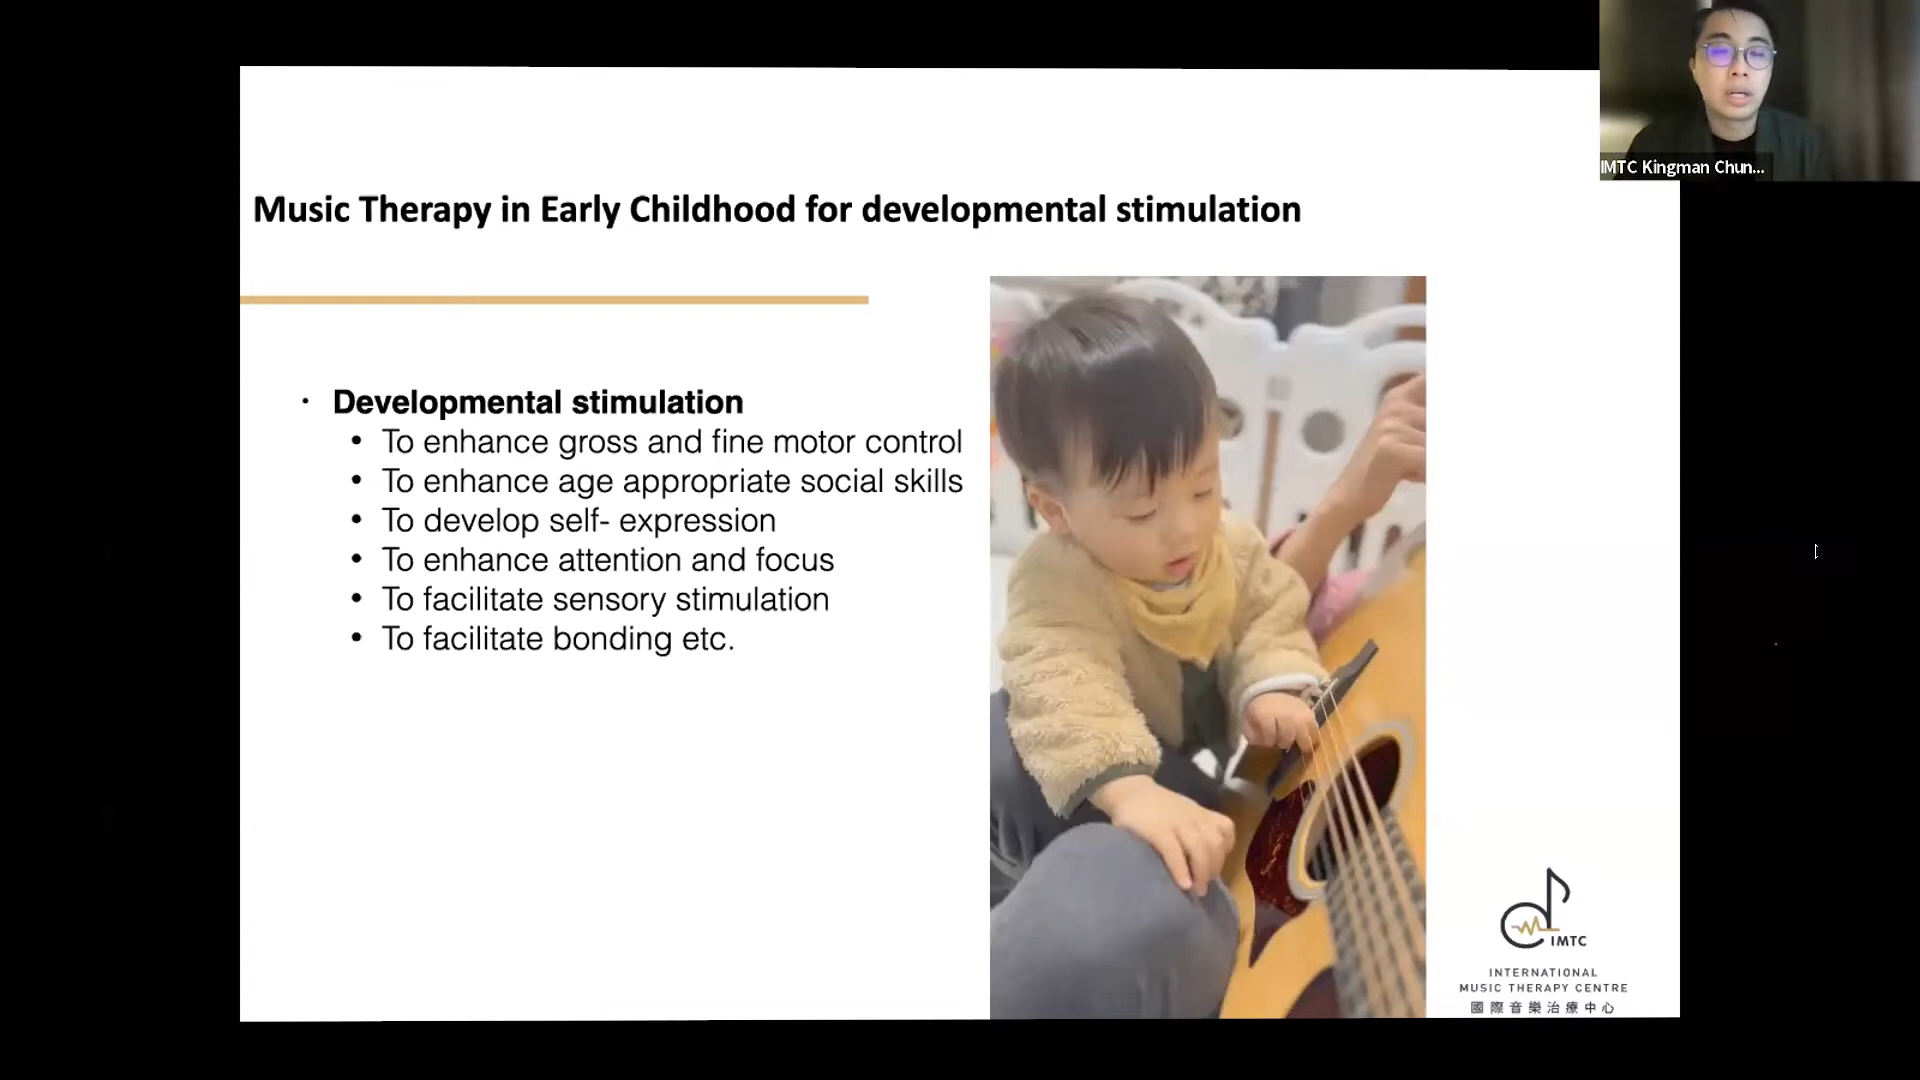 IMTC Kingman Chun...
Music Therapy in Early Childhood for developmental stimulation
· Developmental stimulation
• To enhance gross and fine motor control
• To enhance age appropriate social skills
• To develop self- expression
• To enhance attention and focus
• To facilitate sensory stimulation
• To facilitate bonding etc.
IMTC
INTERNATIONAL
MUSIC THERAPY CENTRE
國際音樂治療中心